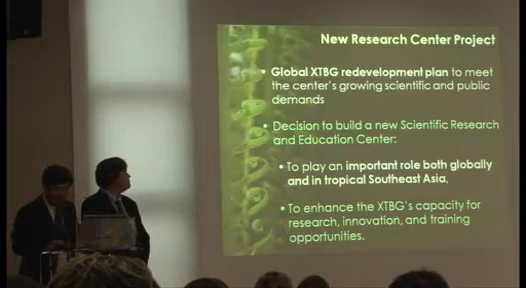 New Research Center Project
• Global XTBG redevelopment plan to meet
the center's growing scientific and public
demands
• Decision to build a new Scientific Research
and Education Center:
• To play an important role both globally
and in tropical Southeast Asia,
• To enhance the XTBG's capacity for
research, innovation, and training
opportunities.